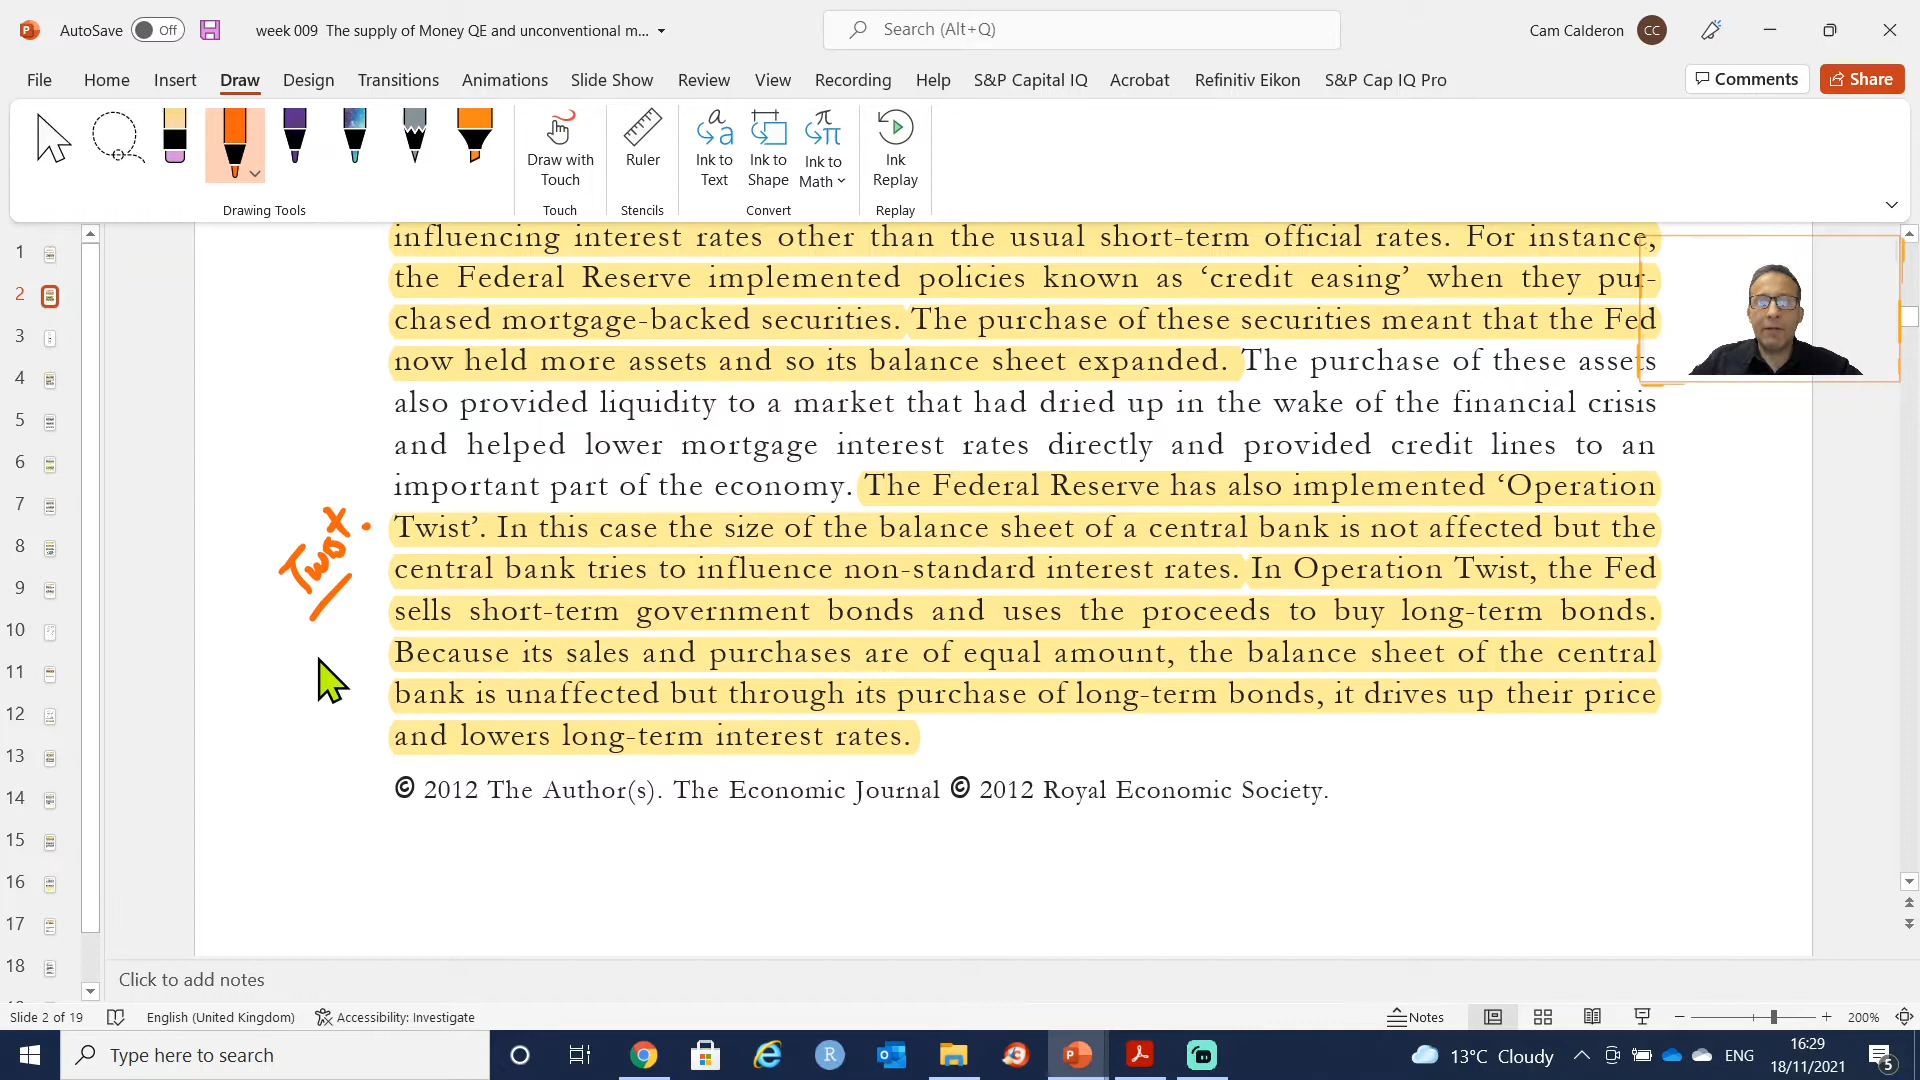 AutoSave Off week 009 The supply of Money QE and unconventional m... Search (Alt+Q) Cam Calderon CC
File Home Insert Draw Design Transitions Animations Slide Show Review View Recording Help S&P Capital IQ Acrobat Refinitiv Eikon S&P Cap IQ Pro Comments Share
Draw with Touch
Ruler
Ink to Text
Ink to Shape
Ink to Math
Ink Replay
Drawing Tools Touch Stencils Convert Replay
1
2
3
4
5
6
7
8
9
10
11
12
13
14
15
16
17
18
influencing interest rates other than the usual short-term official rates. For instance,
the Federal Reserve implemented policies known as ‘credit easing’ when they pur-
chased mortgage-backed securities. The purchase of these securities meant that the Fed
now held more assets and so its balance sheet expanded. The purchase of these assets
also provided liquidity to a market that had dried up in the wake of the financial crisis
and helped lower mortgage interest rates directly and provided credit lines to an
important part of the economy. The Federal Reserve has also implemented ‘Operation
Twist’. In this case the size of the balance sheet of a central bank is not affected but the
central bank tries to influence non-standard interest rates. In Operation Twist, the Fed
sells short-term government bonds and uses the proceeds to buy long-term bonds.
Because its sales and purchases are of equal amount, the balance sheet of the central
bank is unaffected but through its purchase of long-term bonds, it drives up their price
and lowers long-term interest rates.
Twist.
© 2012 The Author(s). The Economic Journal © 2012 Royal Economic Society.
Click to add notes
Slide 2 of 19 English (United Kingdom) Accessibility: Investigate Notes 200%
Type here to search 13°C Cloudy ENG 16:29
18/11/2021 5